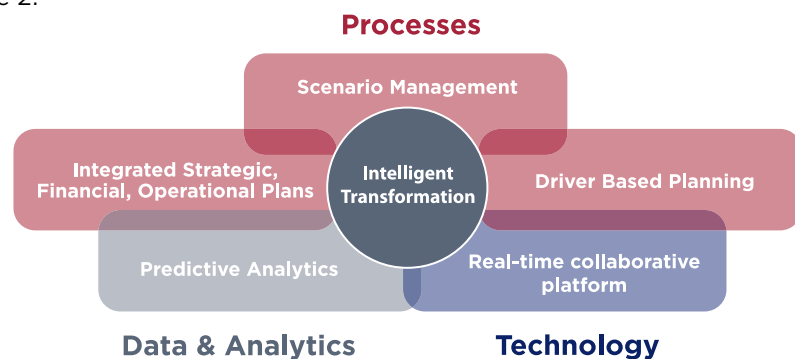 2.
Processes
Scenario Management
Integrated Strategic,
Financial, Operational Plans
Intelligent
Transformation
Driver Based Planning
Predictive Analytics
Real-time collaborative
platform
Data & Analytics
Technology